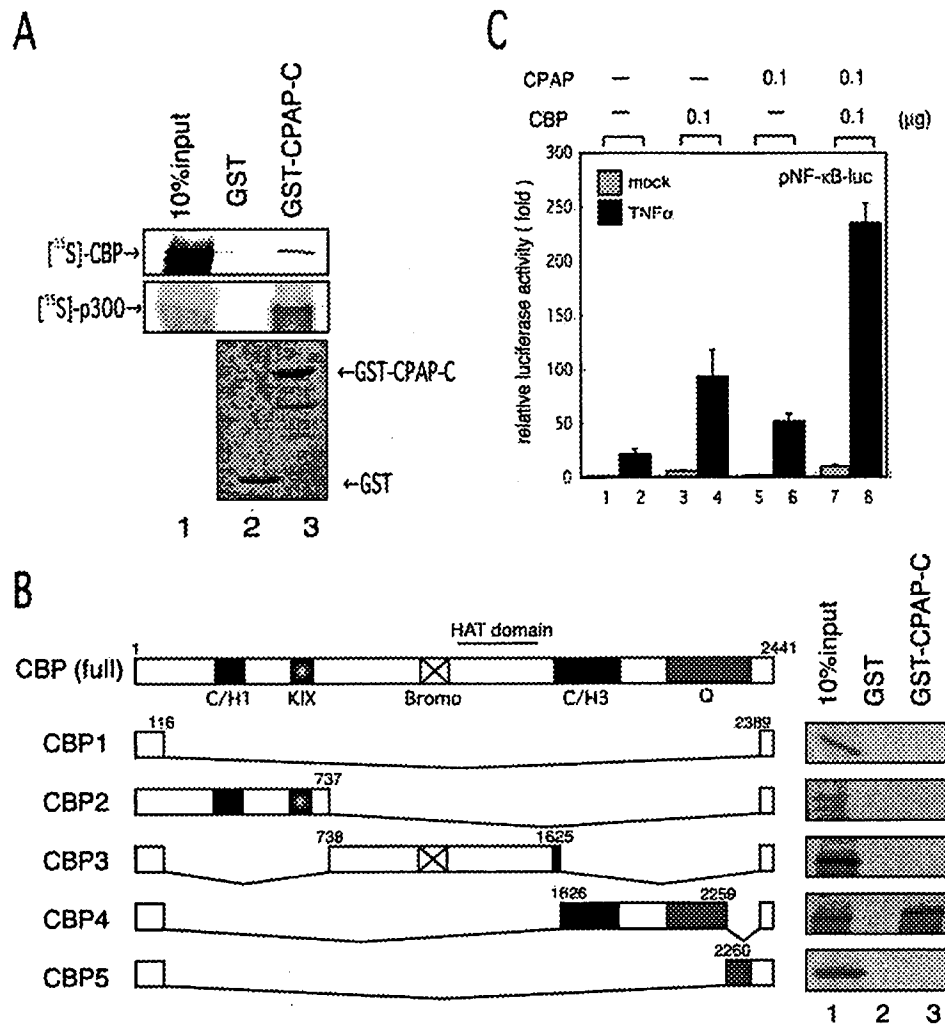 A
10%input
GST
GST-CPAP-C
[³⁵S]-CBP→
[³⁵S]-p300→
←GST-CPAP-C
←GST
1 2 3
C
CPAP — — 0.1 0.1
CBP — 0.1 — 0.1 (μg)
relative luciferase activity ( fold )
300
250
200
150
100
50
0
mock
TNFα
pNF-κB-luc
1 2 3 4 5 6 7 8
B
HAT domain
1 2441
CBP (full)
C/H1 KIX Bromo C/H3 Q
CBP1 116 2389
CBP2 737
CBP3 738 1625
CBP4 1626 2259
CBP5 2260
10%input
GST
GST-CPAP-C
1 2 3